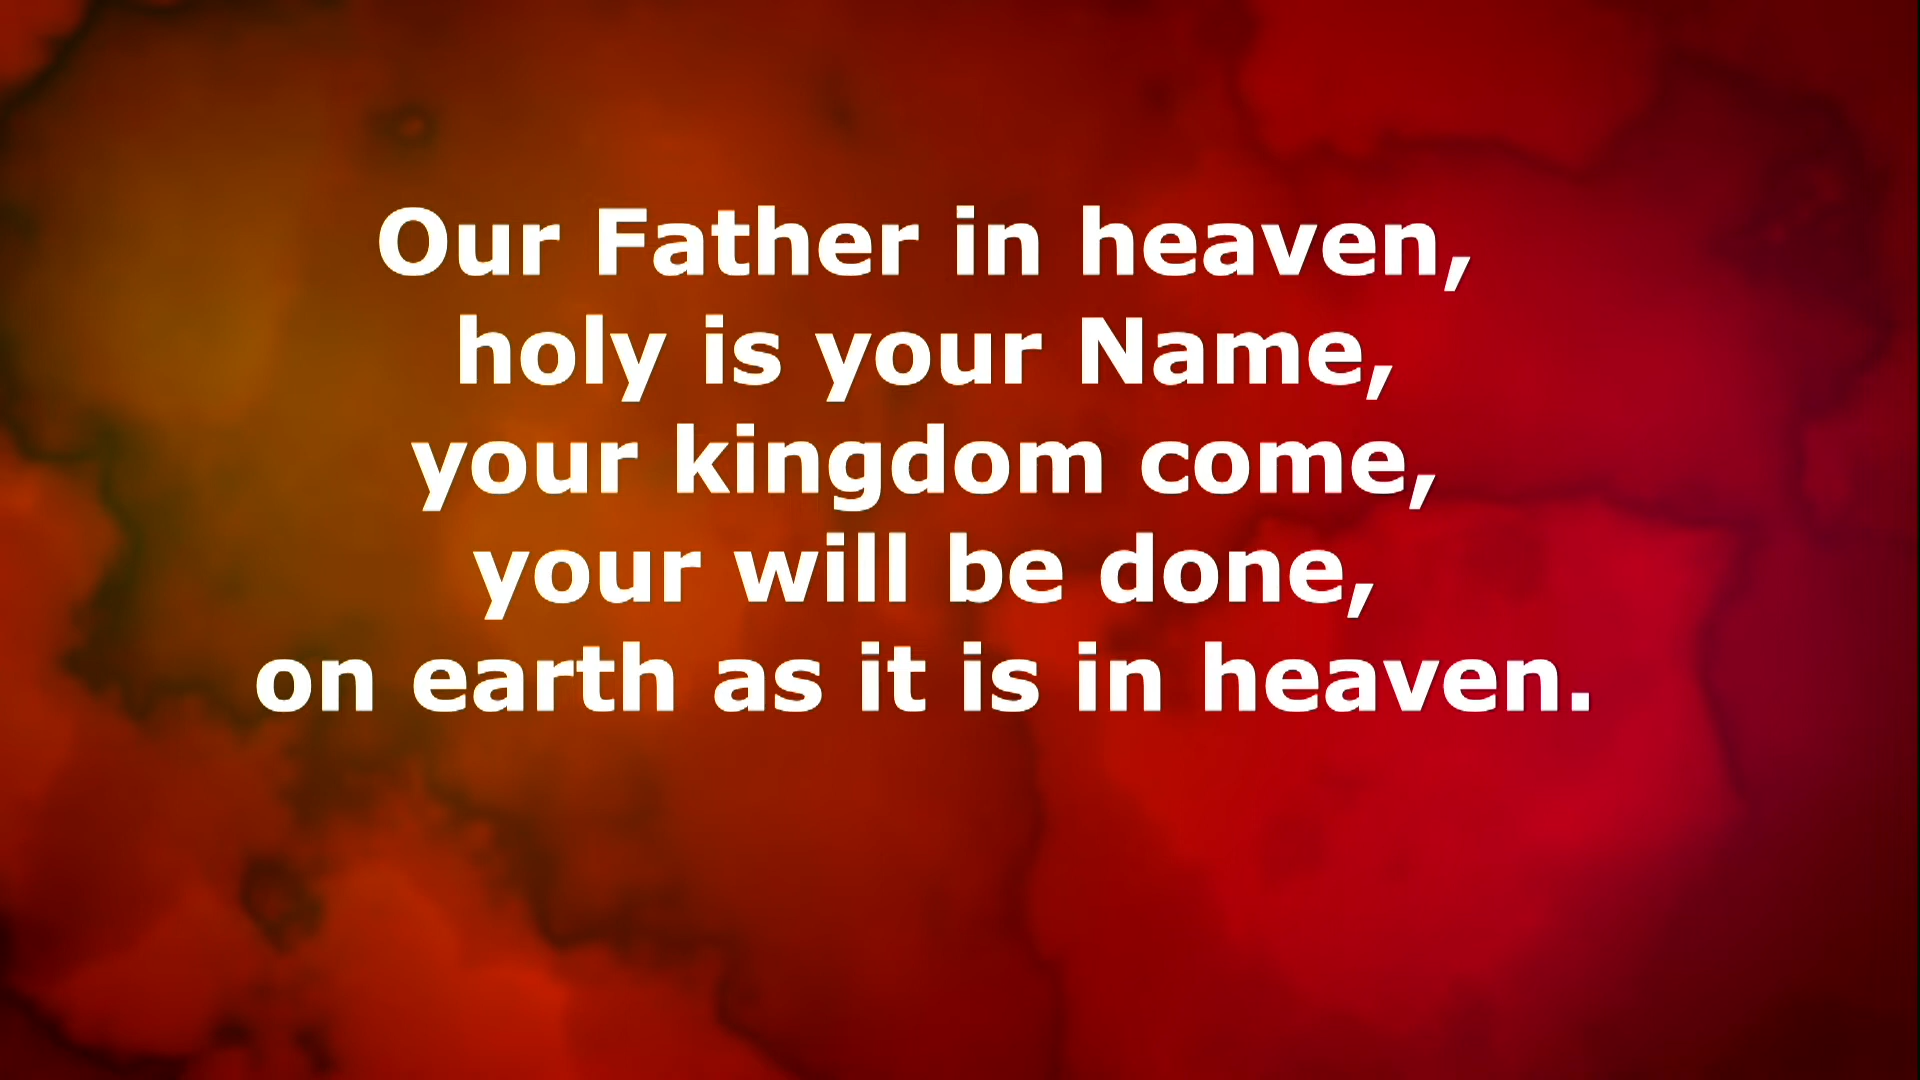 Our Father in heaven,
holy is your Name,
your kingdom come,
your will be done,
on earth as it is in heaven.